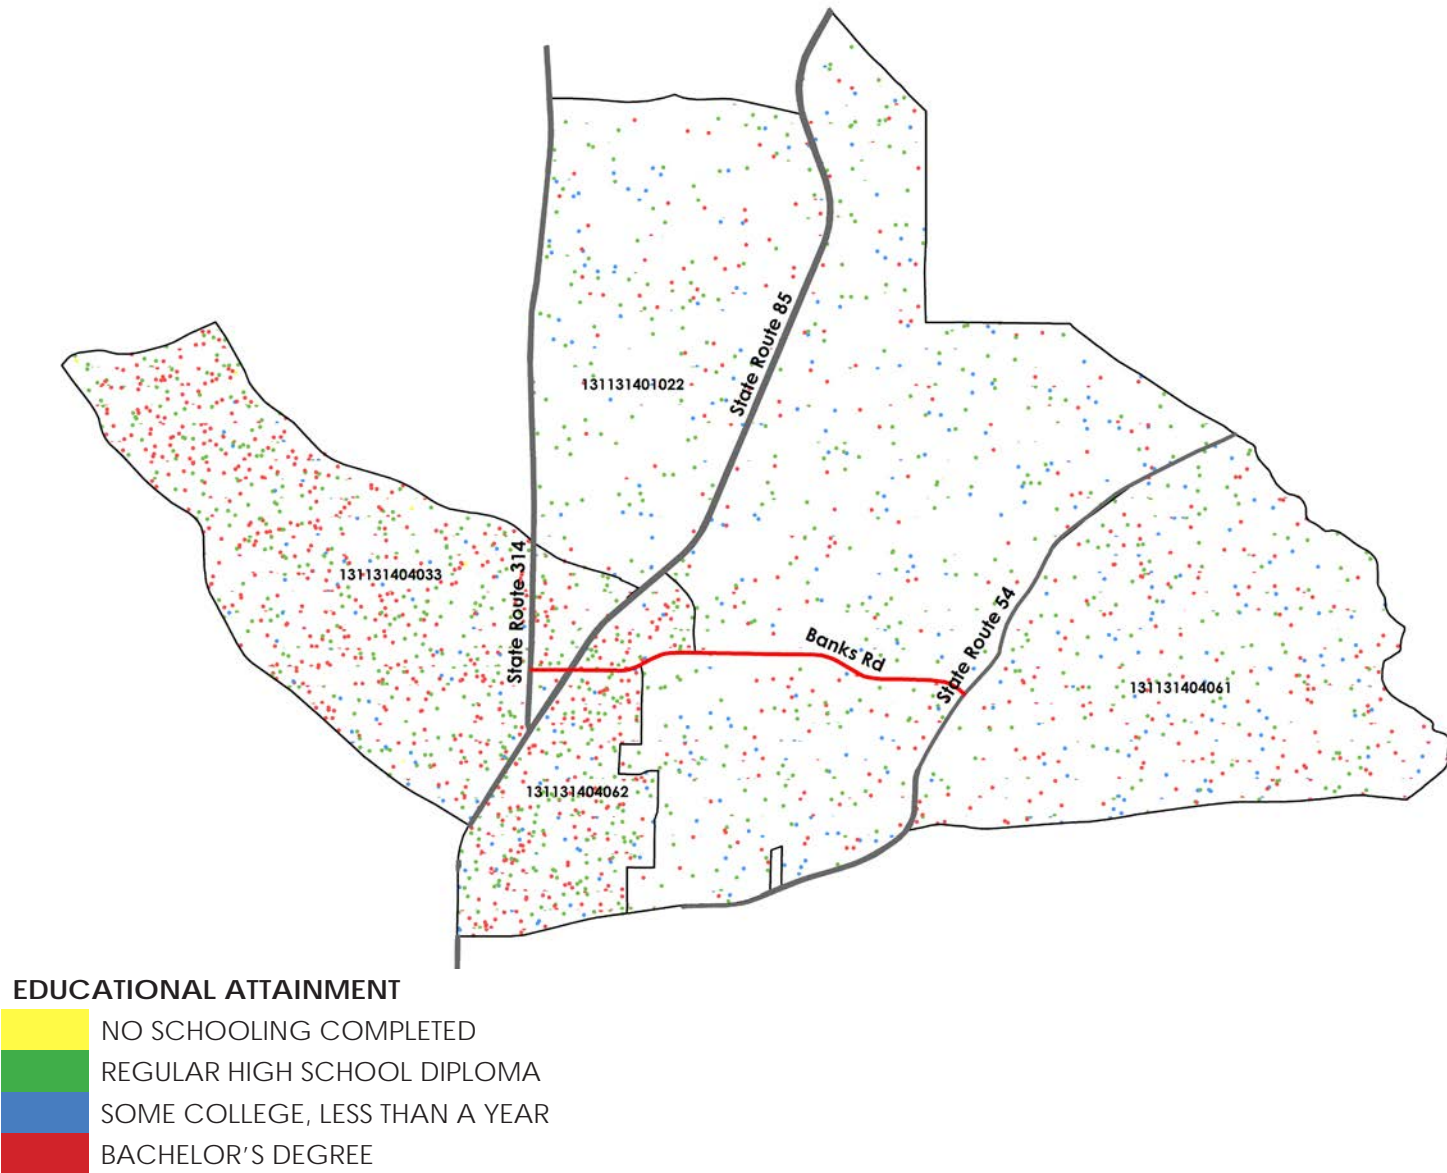 State Route 85
131131401022
131131404033
State Route 314
State Route 54
Banks Rd
131131404061
131131404062
EDUCATIONAL ATTAINMENT
NO SCHOOLING COMPLETED
REGULAR HIGH SCHOOL DIPLOMA
SOME COLLEGE, LESS THAN A YEAR
BACHELOR'S DEGREE